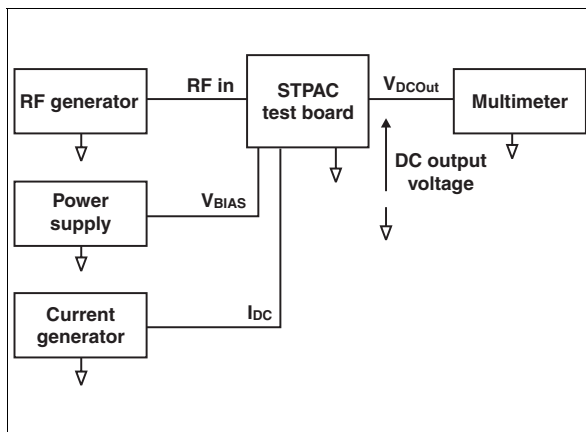 RF generator
RF in
STPAC
test board
VDCOut
Multimeter
DC output
voltage
Power
supply
VBIAS
Current
generator
IDC